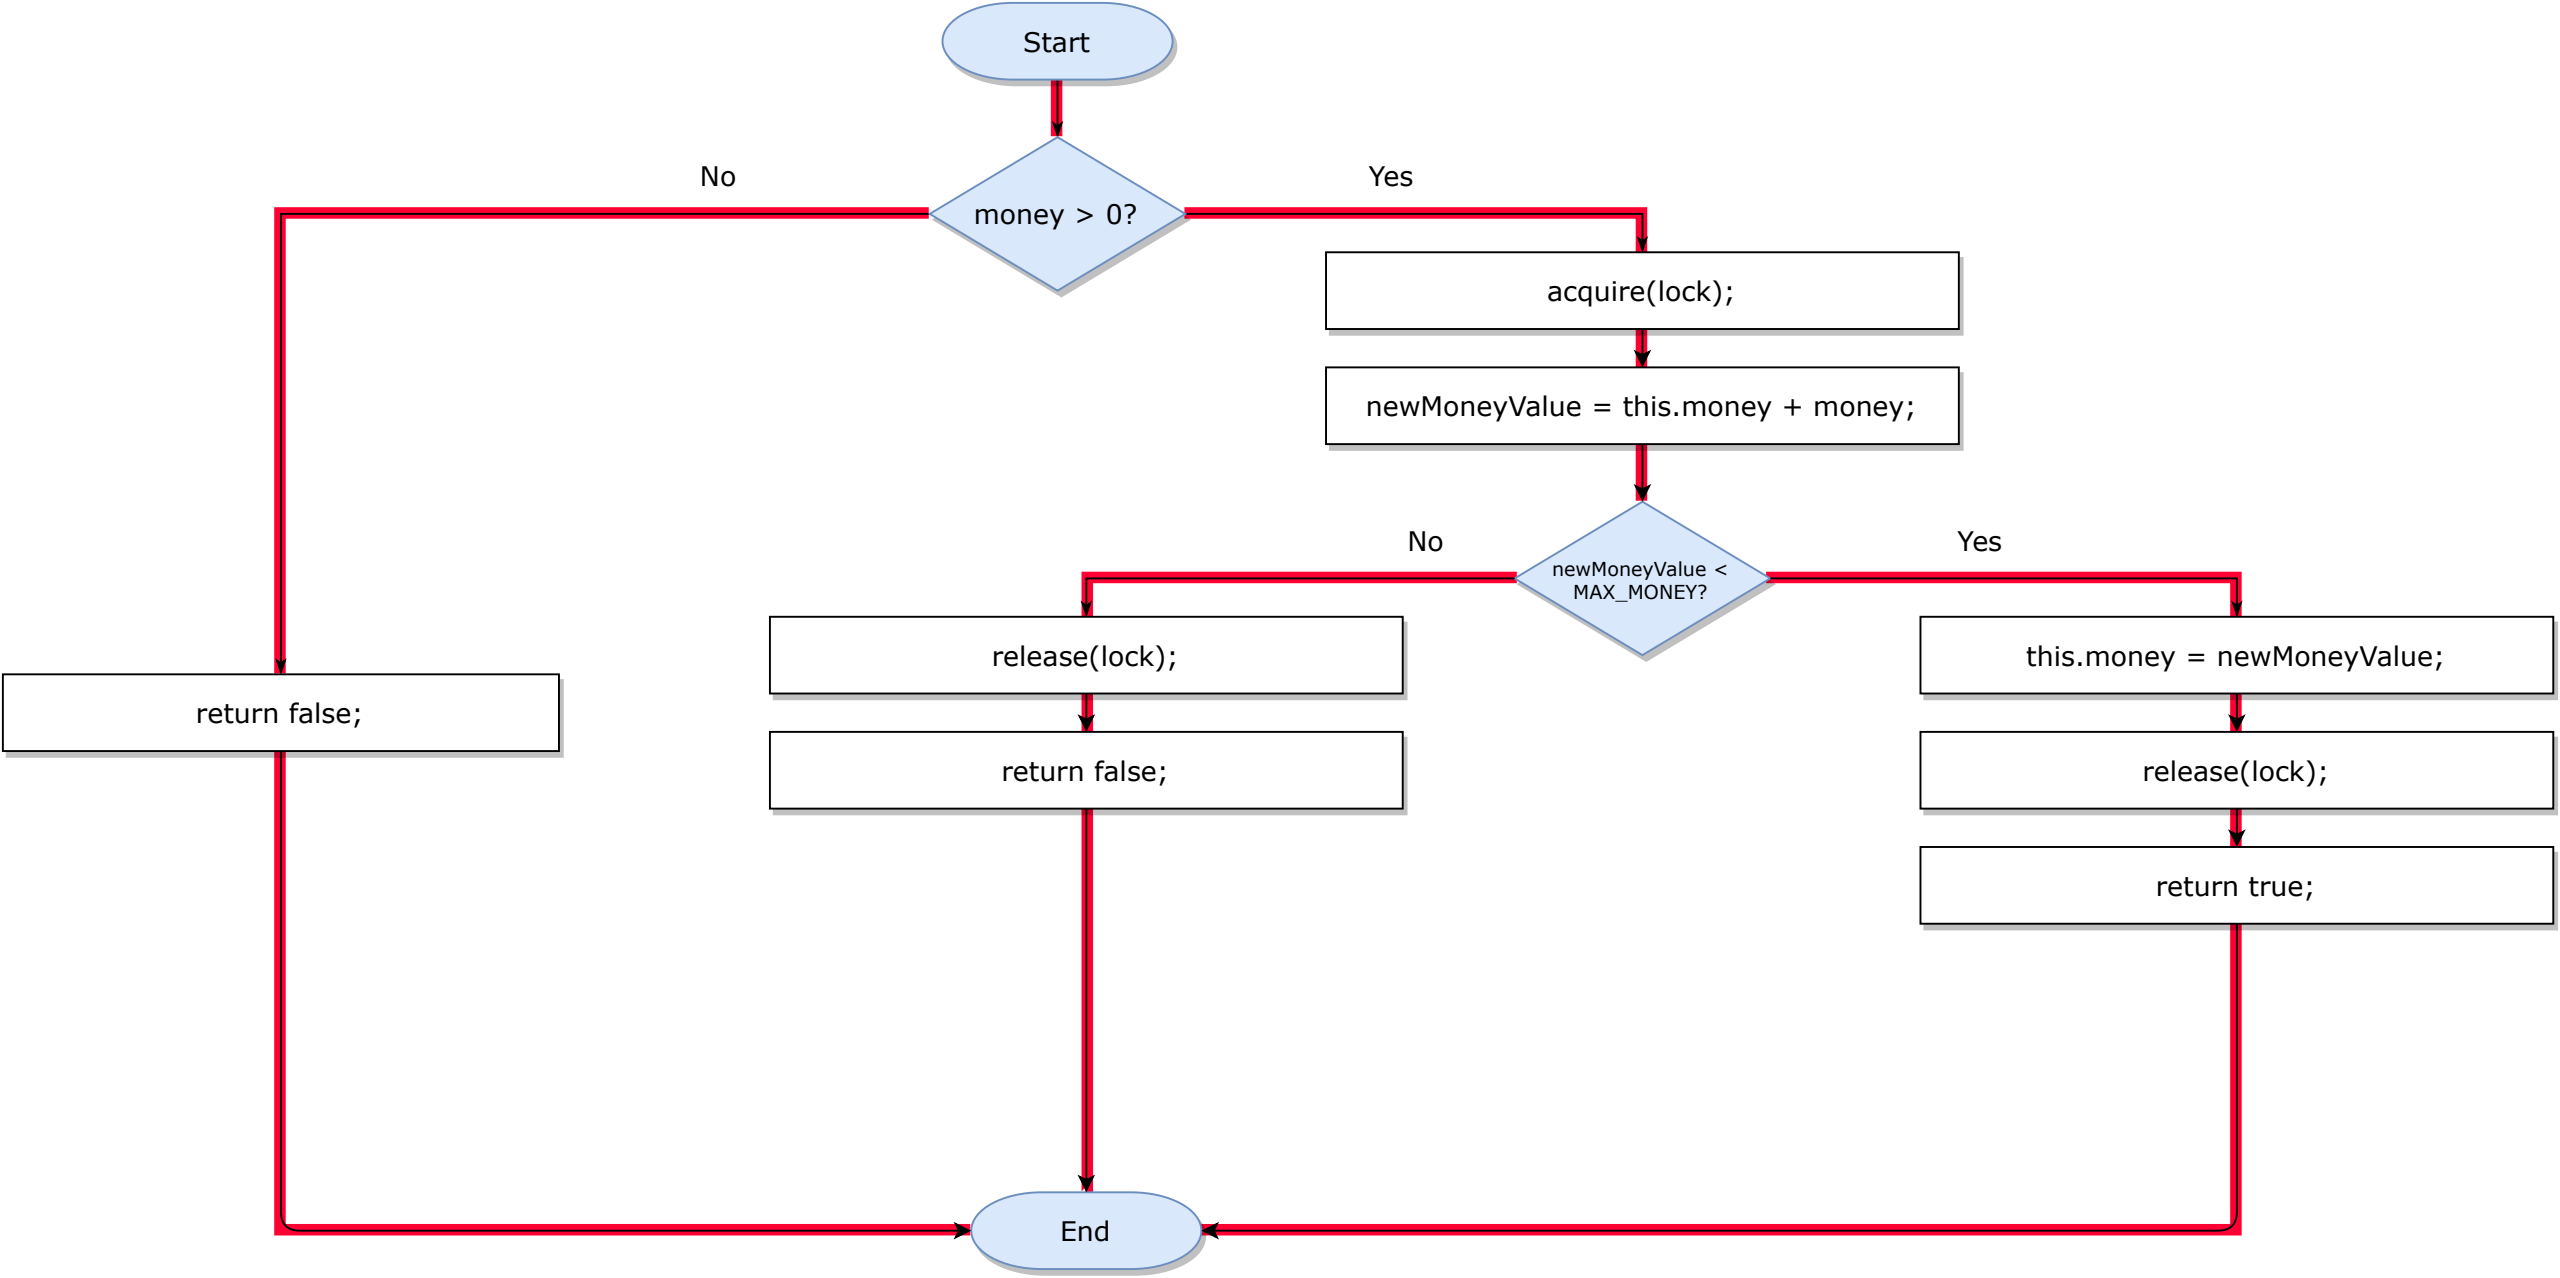 Start
No
Yes
money > 0?
acquire(lock);
newMoneyValue = this.money + money;
No
Yes
newMoneyValue <
MAX_MONEY?
release(lock);
this.money = newMoneyValue;
return false;
return false;
release(lock);
return true;
End